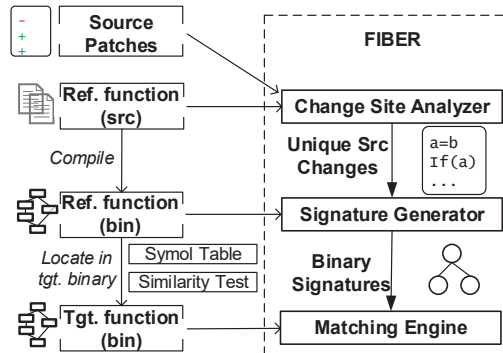 -
+
+
Source
Patches
FIBER
Ref. function
(src)
Change Site Analyzer
Compile
Unique Src
Changes
a=b
If(a)
...
Ref. function
(bin)
Signature Generator
Locate in
tgt. binary
Symol Table
Similarity Test
Binary
Signatures
Tgt. function
(bin)
Matching Engine